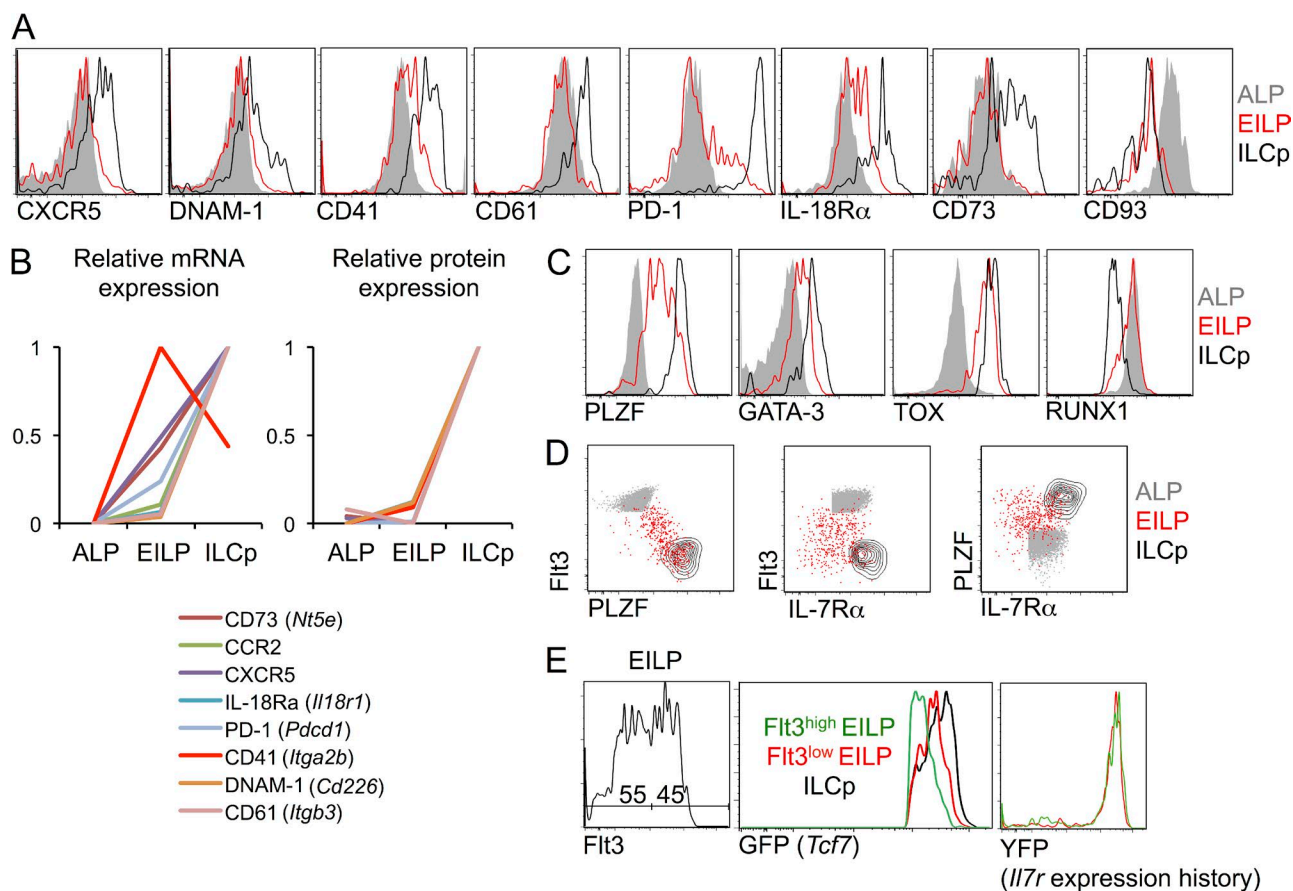 A
CXCR5 DNAM-1 CD41 CD61 PD-1 IL-18Rα CD73 CD93
ALP
EILP
ILCp
B
Relative mRNA
expression
Relative protein
expression
1
0.5
0
ALP EILP ILCp
1
0.5
0
ALP EILP ILCp
CD73 (Nt5e)
CCR2
CXCR5
IL-18Ra (Il18r1)
PD-1 (Pdcd1)
CD41 (Itga2b)
DNAM-1 (Cd226)
CD61 (Itgb3)
C
PLZF GATA-3 TOX RUNX1
ALP
EILP
ILCp
D
Flt3
PLZF
Flt3
IL-7Rα
PLZF
IL-7Rα
ALP
EILP
ILCp
E
EILP
55 45
Flt3
Flt3high EILP
Flt3low EILP
ILCp
GFP (Tcf7)
YFP
(Il7r expression history)